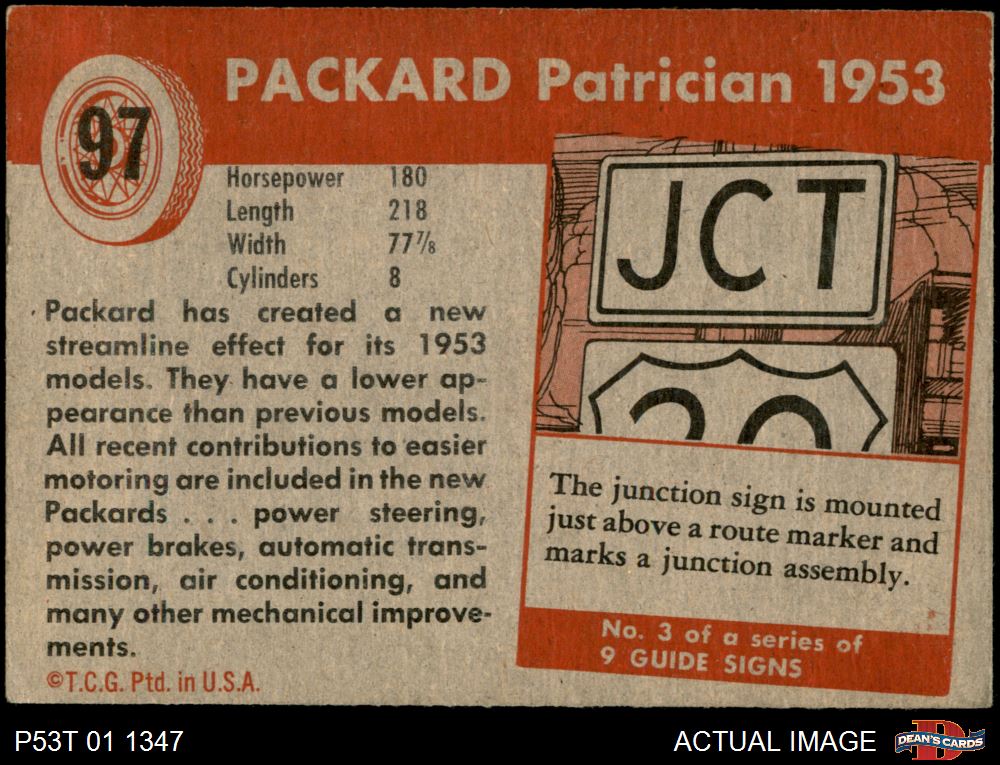 97
PACKARD Patrician 1953
Horsepower 180
Length 218
Width 77 7/8
Cylinders 8
Packard has created a new
streamline effect for its 1953
models. They have a lower ap-
pearance than previous models.
All recent contributions to easier
motoring are included in the new
Packards . . . power steering,
power brakes, automatic trans-
mission, air conditioning, and
many other mechanical improve-
ments.
©T.C.G. Ptd. in U.S.A.
JCT
The junction sign is mounted
just above a route marker and
marks a junction assembly.
No. 3 of a series of
9 GUIDE SIGNS
P53T 01 1347
ACTUAL IMAGE
DEAN'S CARDS